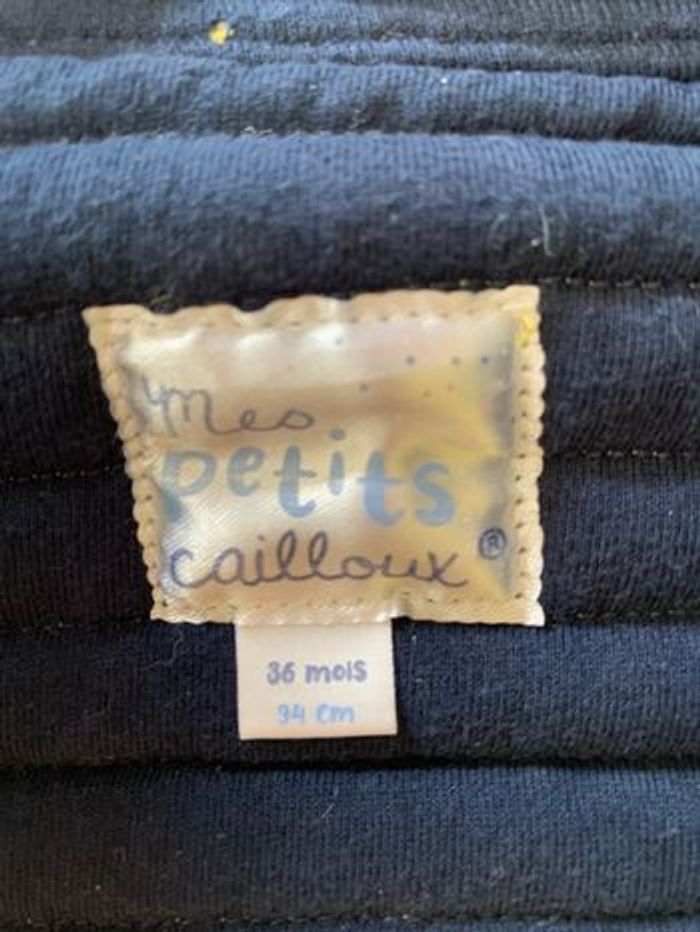 Mes
petits
cailloux ®
36 mois
94 cm